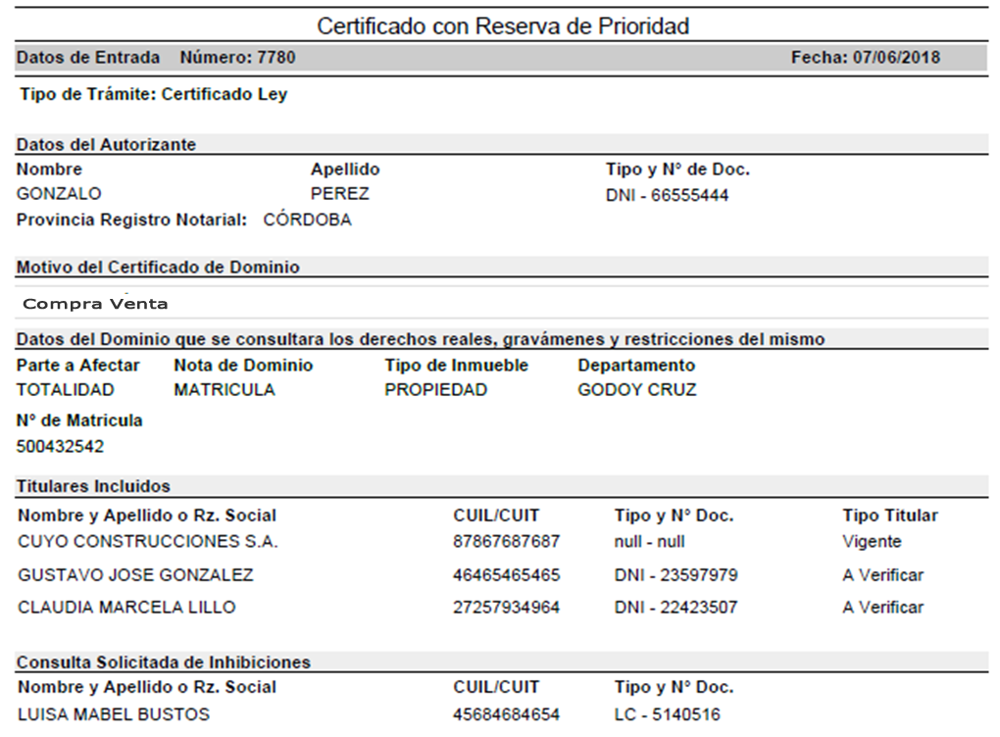 Certificado con Reserva de Prioridad
Datos de Entrada Número: 7780 Fecha: 07/06/2018
Tipo de Trámite: Certificado Ley
Datos del Autorizante
Nombre Apellido Tipo y N° de Doc.
GONZALO PEREZ DNI - 66555444
Provincia Registro Notarial: CÓRDOBA
Motivo del Certificado de Dominio
Compra Venta
Datos del Dominio que se consultara los derechos reales, gravámenes y restricciones del mismo
Parte a Afectar Nota de Dominio Tipo de Inmueble Departamento
TOTALIDAD MATRICULA PROPIEDAD GODOY CRUZ
N° de Matricula
500432542
Titulares Incluidos
Nombre y Apellido o Rz. Social CUIL/CUIT Tipo y N° Doc. Tipo Titular
CUYO CONSTRUCCIONES S.A. 87867687687 null - null Vigente
GUSTAVO JOSE GONZALEZ 46465465465 DNI - 23597979 A Verificar
CLAUDIA MARCELA LILLO 27257934964 DNI - 22423507 A Verificar
Consulta Solicitada de Inhibiciones
Nombre y Apellido o Rz. Social CUIL/CUIT Tipo y N° Doc.
LUISA MABEL BUSTOS 45684684654 LC - 5140516